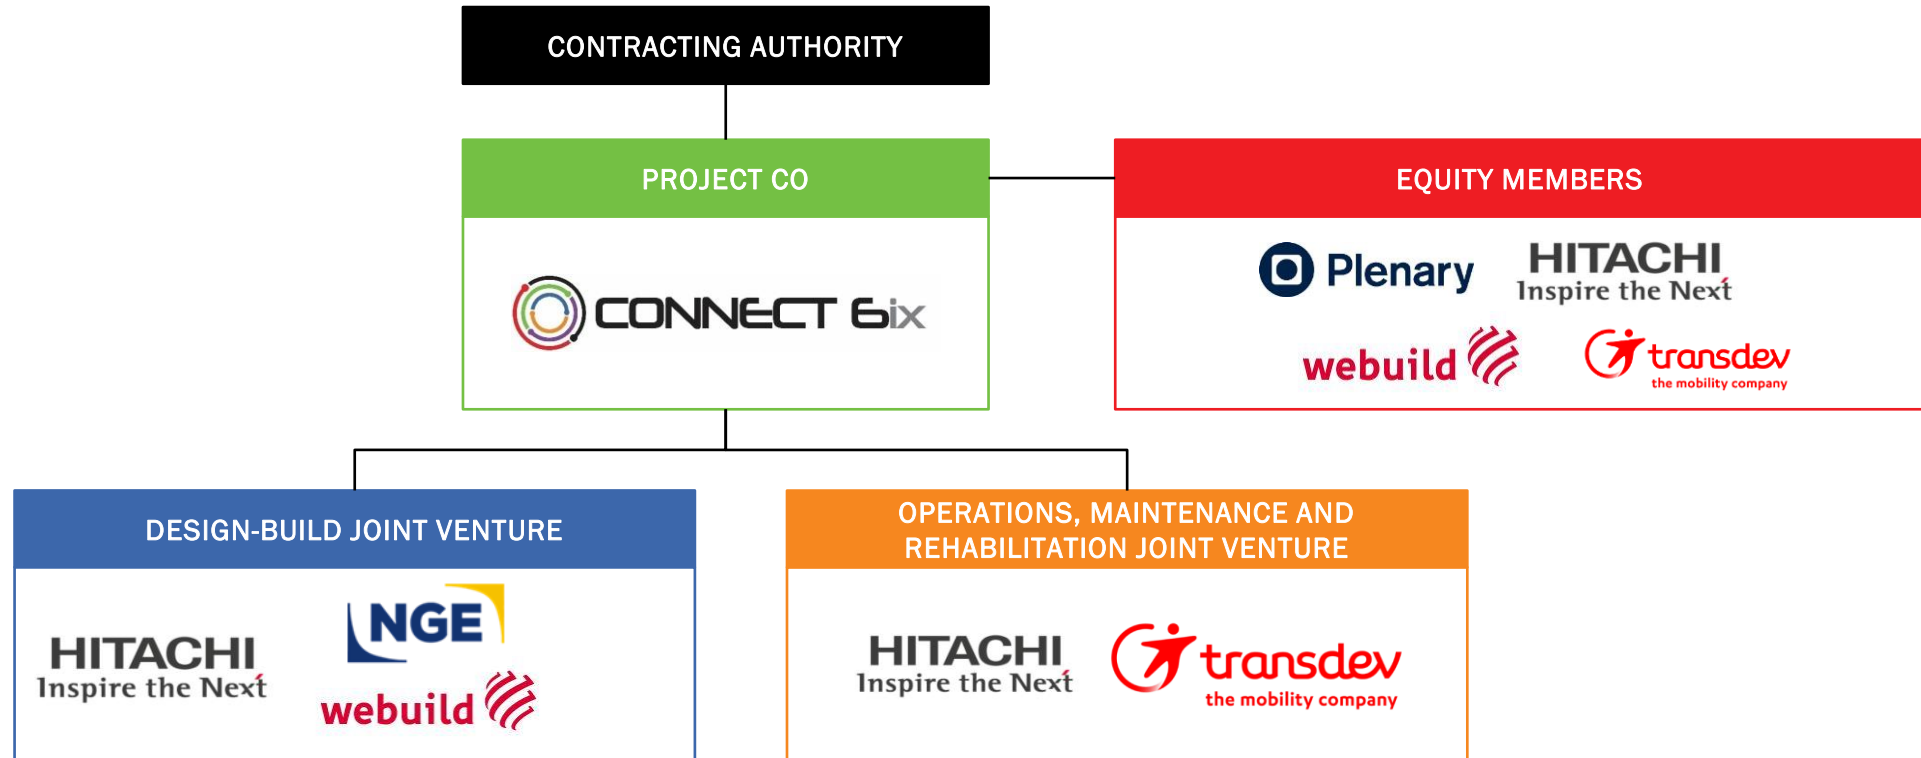 CONTRACTING AUTHORITY
PROJECT CO
CONNECT 6ix
EQUITY MEMBERS
Plenary
HITACHI
Inspire the Next
webuild
transdev
the mobility company
DESIGN-BUILD JOINT VENTURE
HITACHI
Inspire the Next
NGE
webuild
OPERATIONS, MAINTENANCE AND
REHABILITATION JOINT VENTURE
HITACHI
Inspire the Next
transdev
the mobility company